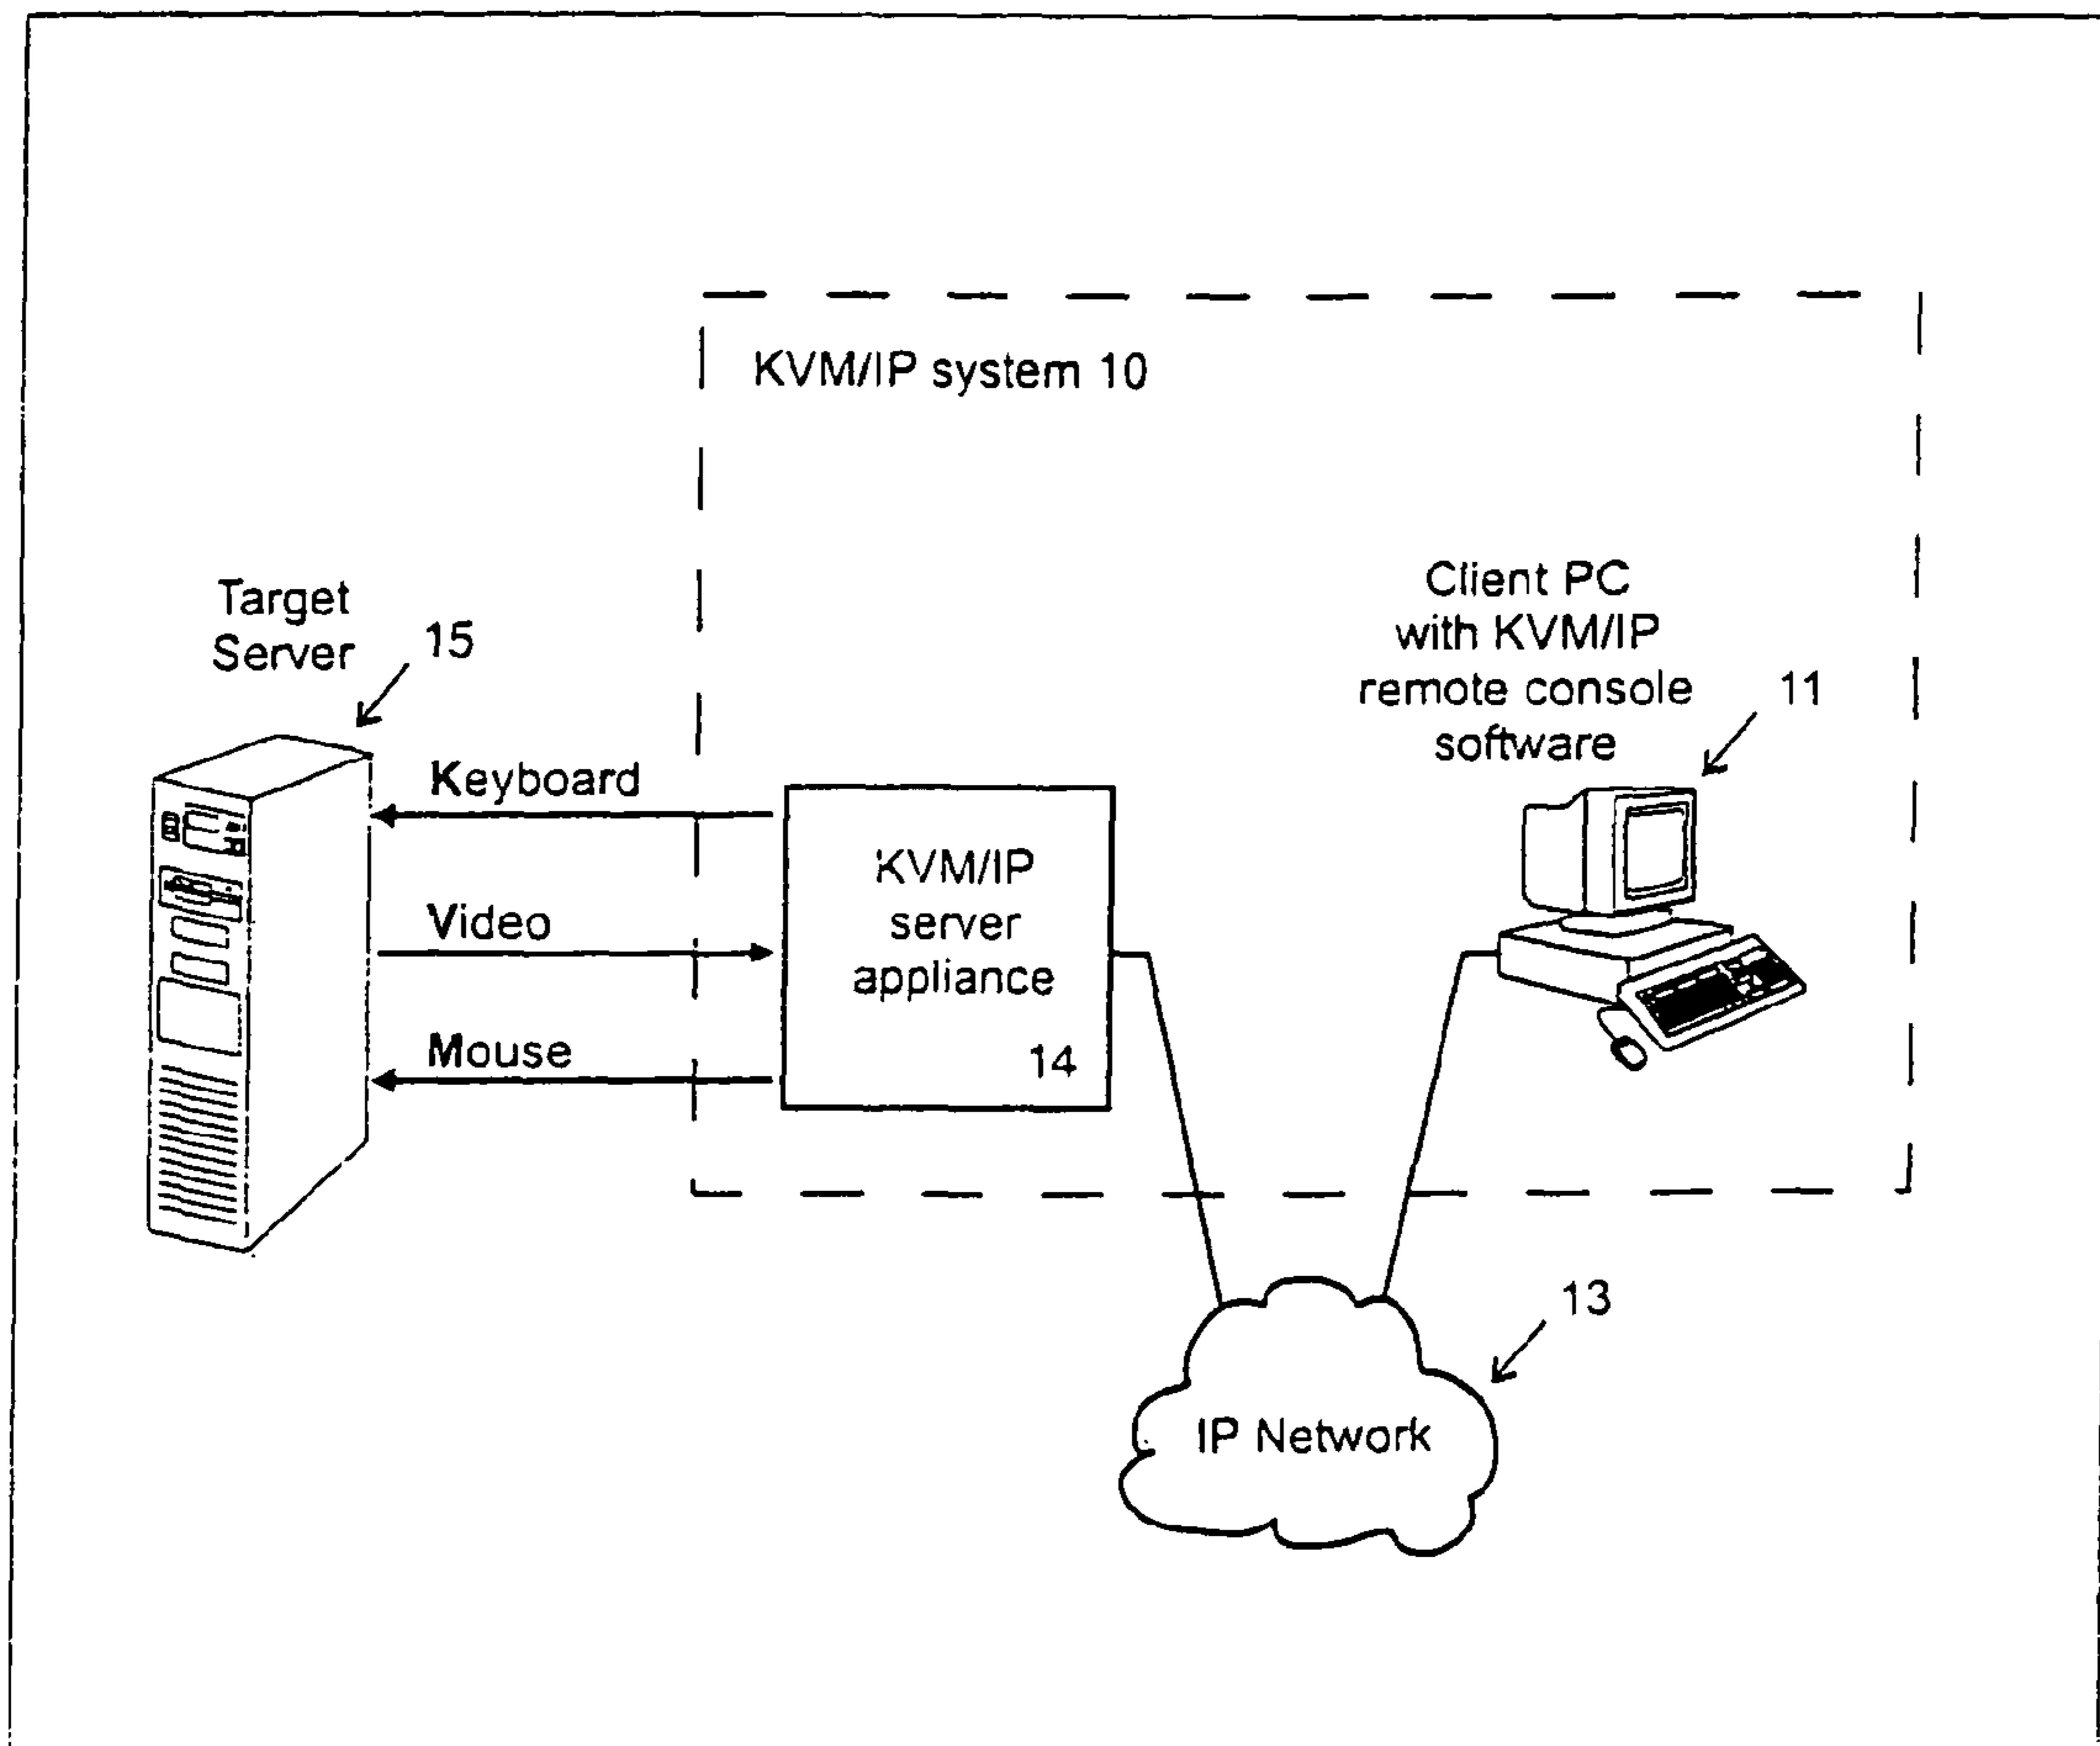 KVM/IP system 10
Target
Server
15
Client PC
with KVM/IP
remote console
software
11
Keyboard
Video
Mouse
KVM/IP
server
appliance
14
13
IP Network